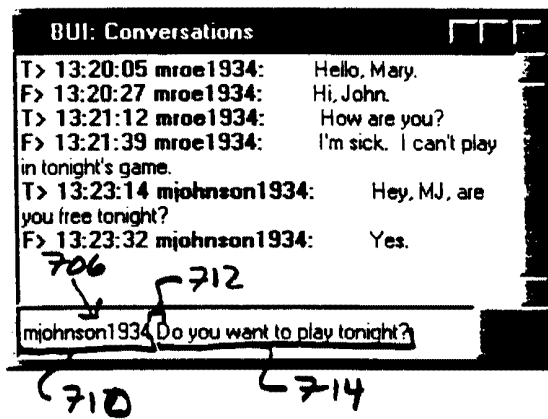 BUI: Conversations
T> 13:20:05 mroe1934: Hello, Mary.
F> 13:20:27 mroe1934: Hi, John.
T> 13:21:12 mroe1934: How are you?
F> 13:21:39 mroe1934: I'm sick. I can't play
in tonight's game.
T> 13:23:14 mjohnson1934: Hey, MJ, are
you free tonight?
F> 13:23:32 mjohnson1934: Yes.
706
712
mjohnson1934 Do you want to play tonight?
710
714